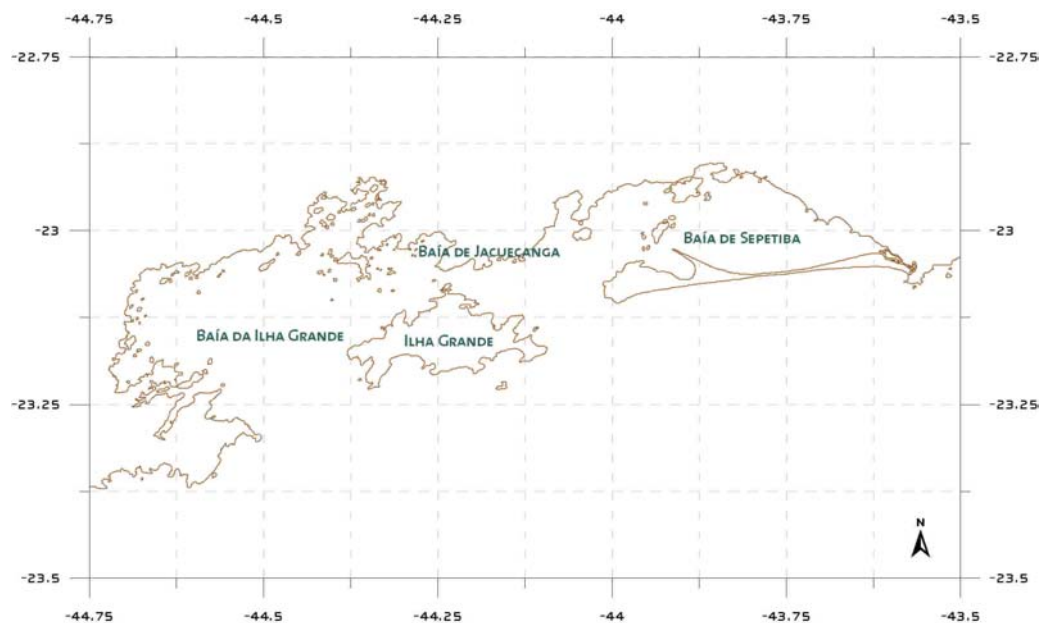 -44.75 -44.5 -44.25 -44 -43.75 -43.5
-22.75 -22.75
-23 BAÍA DE SEPETIBA -23
BAÍA DE JACUECANGA
BAÍA DA ILHA GRANDE ILHA GRANDE
-23.25 -23.25
N
-23.5 -23.5
-44.75 -44.5 -44.25 -44 -43.75 -43.5